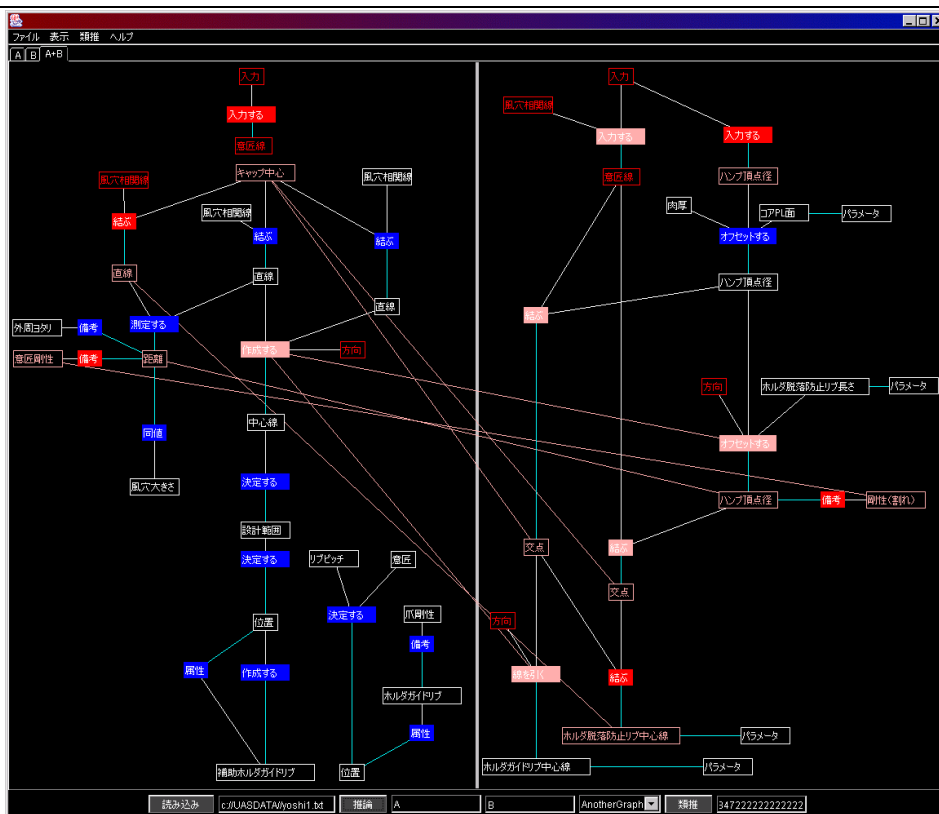 ファイル 表示 類推 ヘルプ
A B A+B
入力
入力する
意匠線
キャップ中心
風穴相関線
風穴相関線
風穴相関線
結ぶ
結ぶ
結ぶ
直線
直線
直線
外周ヨタリ
備考
測定する
意匠剛性
備考
距離
作成する
方向
中心線
同値
風穴大きさ
決定する
設計範囲
決定する
リブピッチ
意匠
決定する
爪剛性
位置
備考
属性
作成する
ホルダガイドリブ
属性
補助ホルダガイドリブ
位置
入力
風穴相関線
入力する
入力する
意匠線
ハンプ頂点径
肉厚
コアPL面
パラメータ
オフセットする
ハンプ頂点径
結ぶ
方向
ホルダ脱落防止リブ長さ
パラメータ
オフセットする
ハンプ頂点径
備考
剛性(割れ)
交点
結ぶ
交点
方向
線を引く
結ぶ
ホルダ脱落防止リブ中心線
パラメータ
ホルダガイドリブ中心線
パラメータ
読み込み c://UASDATA//yoshi1.txt 推論 A B AnotherGraph 類推 347222222222222